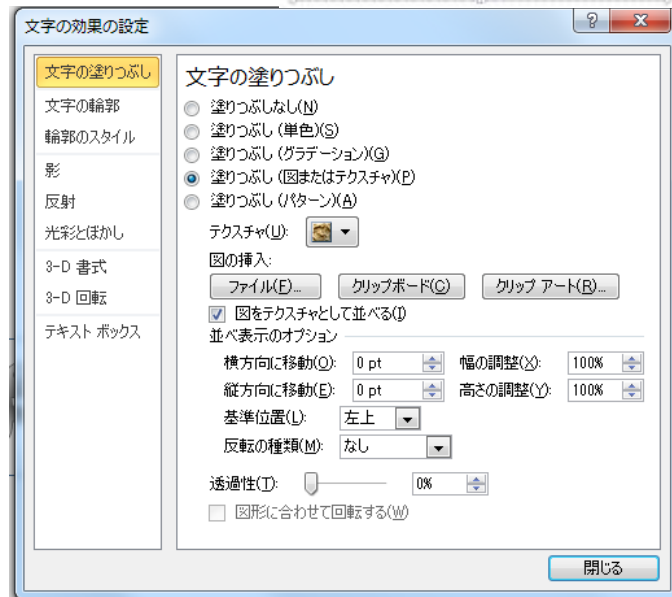 文字の効果の設定
文字の塗りつぶし
文字の輪郭
輪郭のスタイル
影
反射
光彩とぼかし
3-D 書式
3-D 回転
テキスト ボックス
文字の塗りつぶし
塗りつぶしなし(N)
塗りつぶし (単色)(S)
塗りつぶし (グラデーション)(G)
塗りつぶし (図またはテクスチャ)(P)
塗りつぶし (パターン)(A)
テクスチャ(U):
図の挿入:
ファイル(F)... クリップボード(C) クリップ アート(R)...
図をテクスチャとして並べる(I)
並べ表示のオプション
横方向に移動(O): 0 pt 幅の調整(X): 100%
縦方向に移動(E): 0 pt 高さの調整(Y): 100%
基準位置(L): 左上
反転の種類(M): なし
透過性(T): 0%
図形に合わせて回転する(W)
閉じる